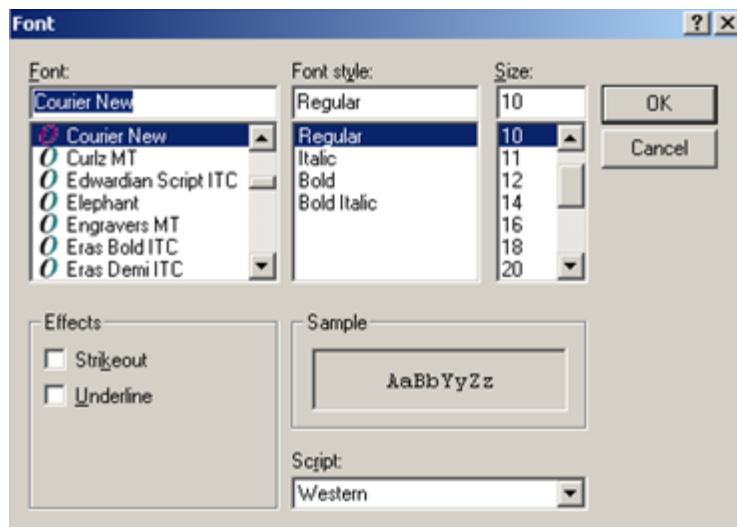 Font
Font: Font style: Size:
Courier New Regular 10 OK
Courier New Regular 10 Cancel
Curlz MT Italic 11
Edwardian Script ITC Bold 12
Elephant Bold Italic 14
Engravers MT 16
Eras Bold ITC 18
Eras Demi ITC 20
Effects Sample
Strikeout
AaBbYyZz
Underline
Script:
Western